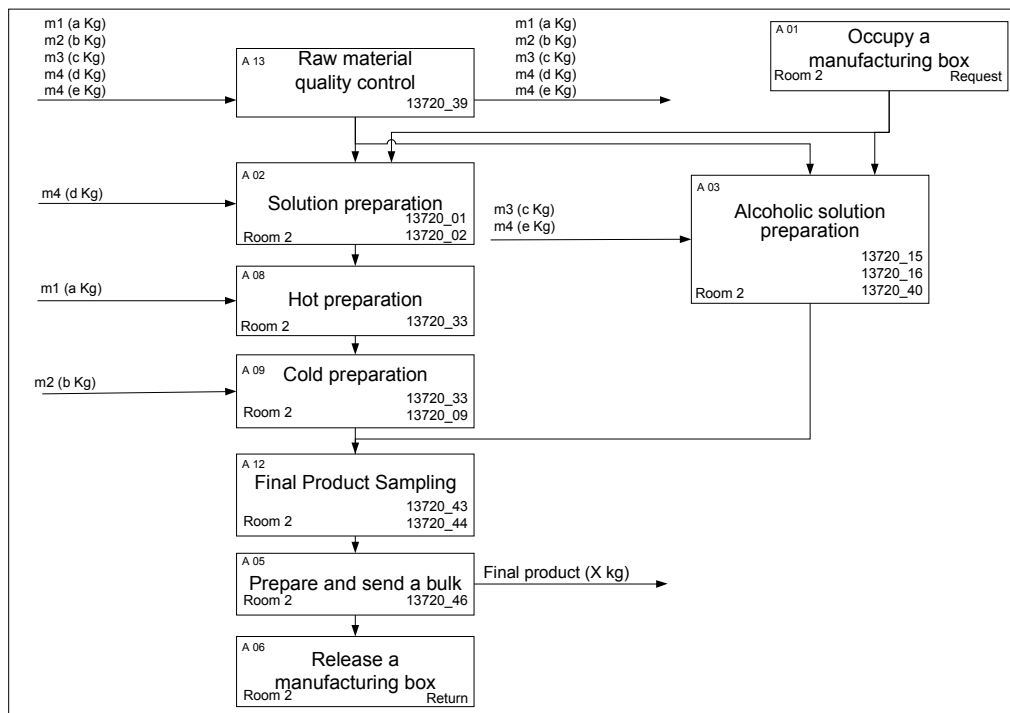 m1 (a Kg)
m2 (b Kg)
m3 (c Kg)
m4 (d Kg)
m4 (e Kg)
A 13
Raw material
quality control
13720_39
m1 (a Kg)
m2 (b Kg)
m3 (c Kg)
m4 (d Kg)
m4 (e Kg)
A 01
Occupy a
manufacturing box
Room 2
Request
m4 (d Kg)
A 02
Solution preparation
13720_01
13720_02
Room 2
m3 (c Kg)
m4 (e Kg)
A 03
Alcoholic solution
preparation
13720_15
13720_16
13720_40
Room 2
m1 (a Kg)
A 08
Hot preparation
13720_33
Room 2
m2 (b Kg)
A 09
Cold preparation
13720_33
13720_09
Room 2
A 12
Final Product Sampling
13720_43
13720_44
Room 2
A 05
Prepare and send a bulk
Room 2
13720_46
Final product (X kg)
A 06
Release a
manufacturing box
Room 2
Return